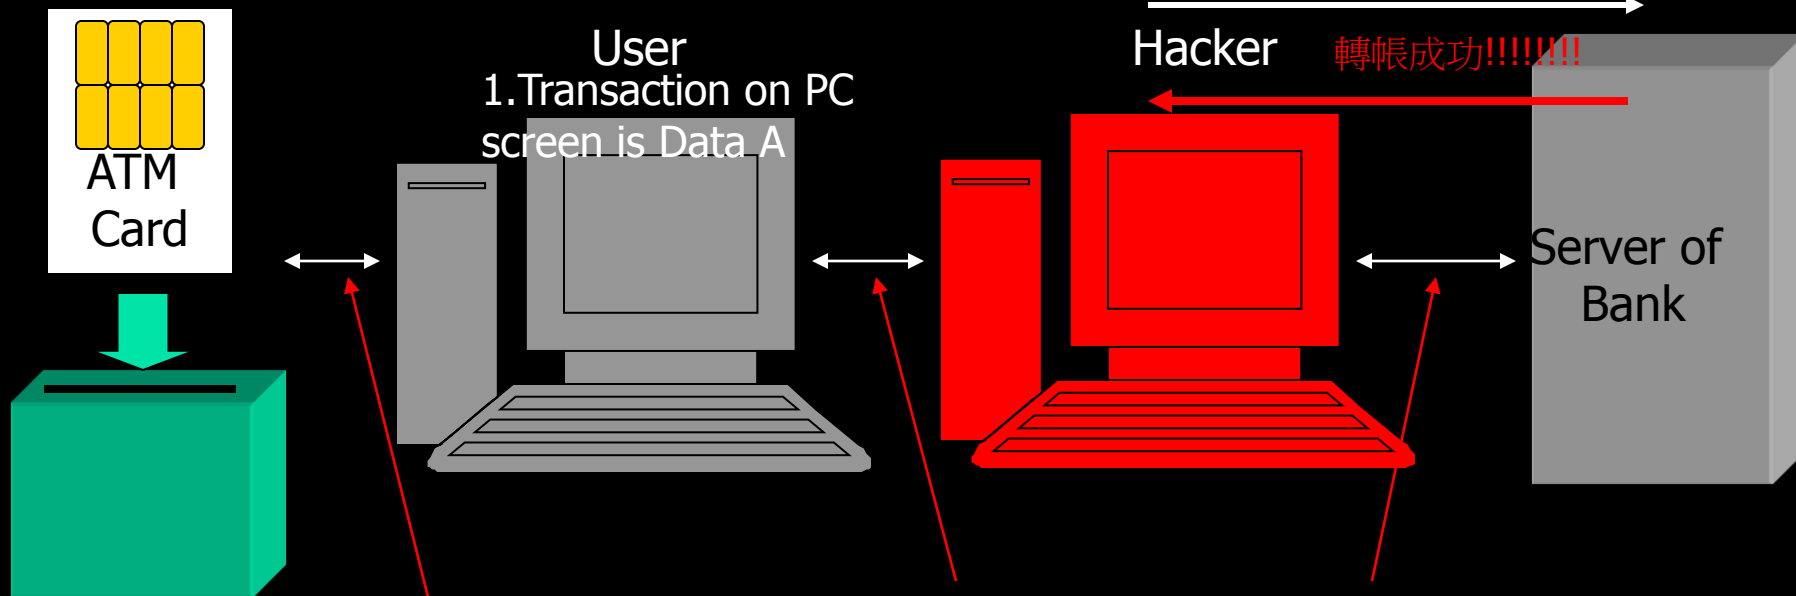 ATM
Card
User
1.Transaction on PC
screen is Data A
Hacker
轉帳成功!!!!!!!!
Server of
Bank